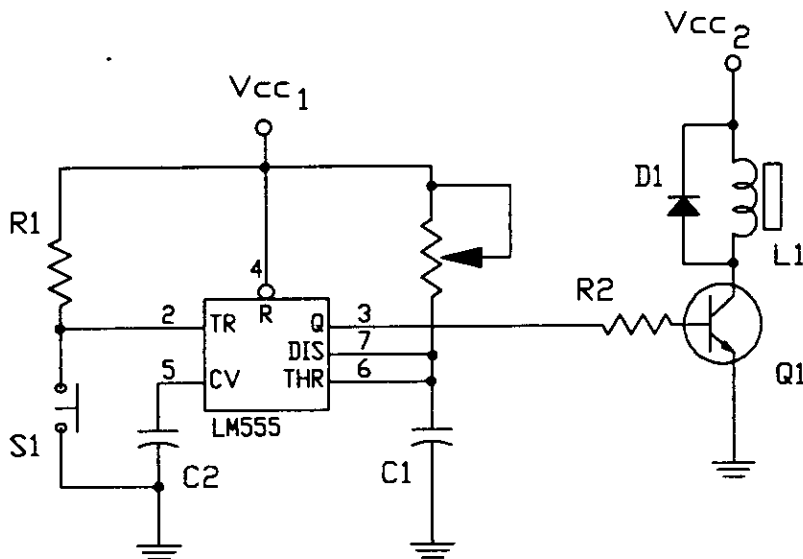 Vcc2
Vcc1
D1
R1
L1
4
R2
2
TR
R
Q
3
DIS
7
5
CV
THR
6
Q1
LM555
S1
C2
C1